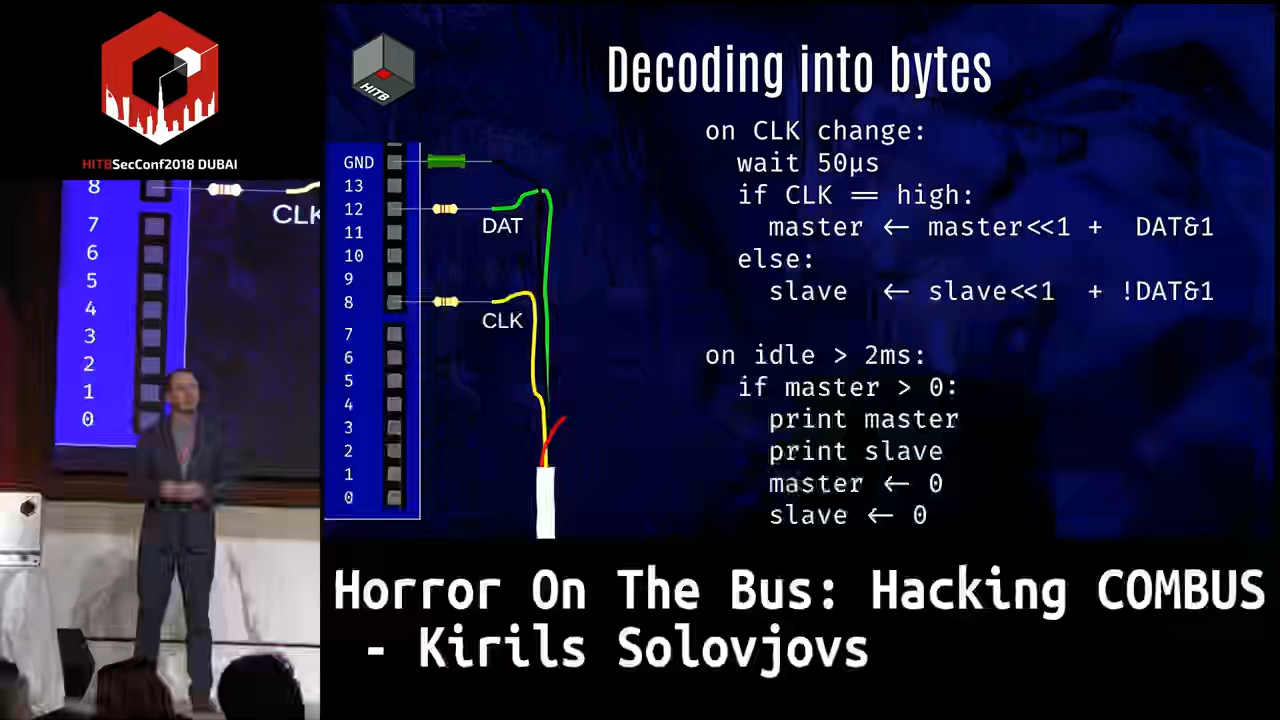 HITBSecConf2018 DUBAI
8
CLK
7
6
5
4
3
2
1
0
HITB
Decoding into bytes
GND
13
12
DAT
11
10
9
8
CLK
7
6
5
4
3
2
1
0
on CLK change:
wait 50µs
if CLK == high:
master ← master<<1 + DAT&1
else:
slave ← slave<<1 + !DAT&1
on idle > 2ms:
if master > 0:
print master
print slave
master ← 0
slave ← 0
Horror On The Bus: Hacking COMBUS
- Kirils Solovjovs